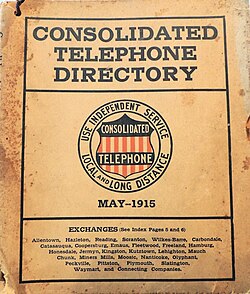 CONSOLIDATED
TELEPHONE
DIRECTORY
USE INDEPENDENT SERVICE
CONSOLIDATED
TELEPHONE
LOCAL AND LONG DISTANCE
MAY-1915
EXCHANGES (See Index Pages 5 and 6)
Allentown, Hazleton, Reading, Scranton, Wilkes-Barre, Carbondale,
Catasauqua, Coopersburg, Emaus, Fleetwood, Freeland, Hamburg,
Honesdale, Jermyn, Kingston, Kutztown, Lehighton, Mauch
Chunk, Miners Mills, Moosic, Nanticoke, Olyphant,
Peckville, Pittston, Plymouth, Slatington,
Waymart, and Connecting Companies.